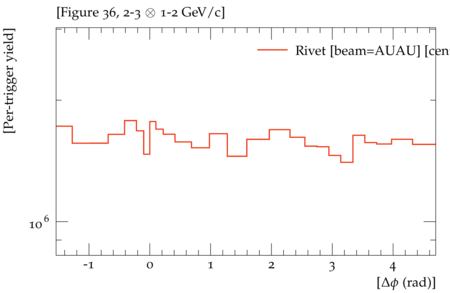 [Figure 36, 2-3 ⊗ 1-2 GeV/c]
[Per-trigger yield]
Rivet [beam=AUAU] [cen
10⁶
-1 0 1 2 3 4
[Δϕ (rad)]